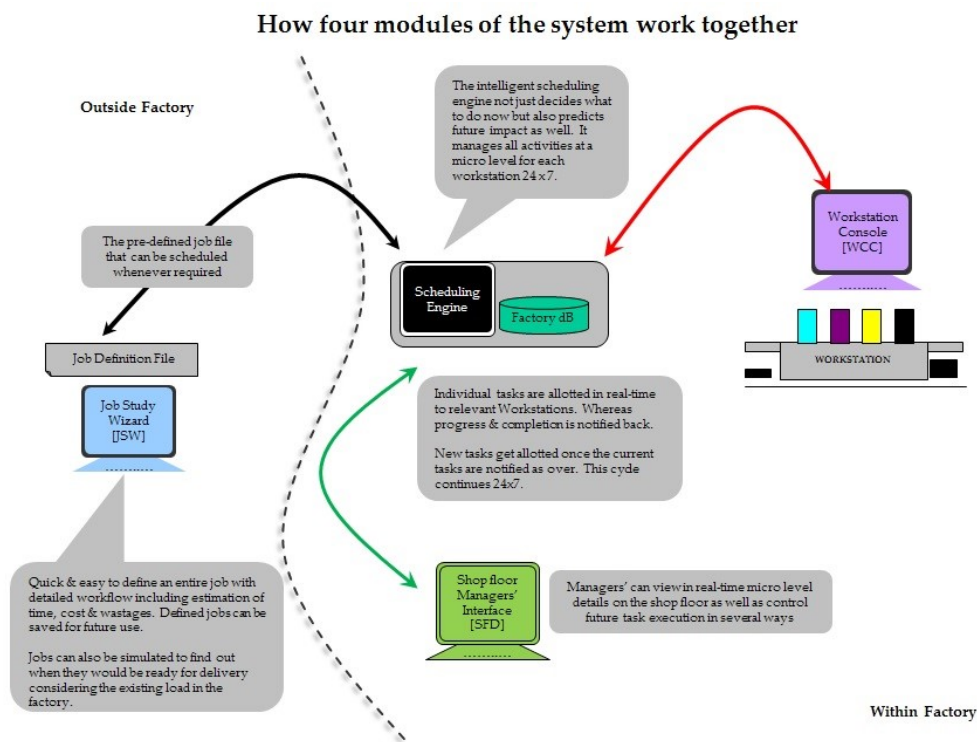 How four modules of the system work together
Outside Factory
The intelligent scheduling
engine not just decides what
to do now but also predicts
future impact as well. It
manages all activities at a
micro level for each
workstation 24 x 7.
The pre-defined job file
that can be scheduled
whenever required
Workstation
Console
[WCC]
Scheduling
Engine
Factory dB
WORKSTATION
Job Definition File
Job Study
Wizard
[JSW]
Individual tasks are allotted in real-time
to relevant Workstations. Whereas
progress & completion is notified back.
New tasks get allotted once the current
tasks are notified as over. This cycle
continues 24x7.
Quick & easy to define an entire job with
detailed workflow including estimation of
time, cost & wastages. Defined jobs can be
saved for future use.
Jobs can also be simulated to find out
when they would be ready for delivery
considering the existing load in the
factory.
Shop floor
Managers'
Interface
[SFD]
Managers' can view in real-time micro level
details on the shop floor as well as control
future task execution in several ways
Within Factory